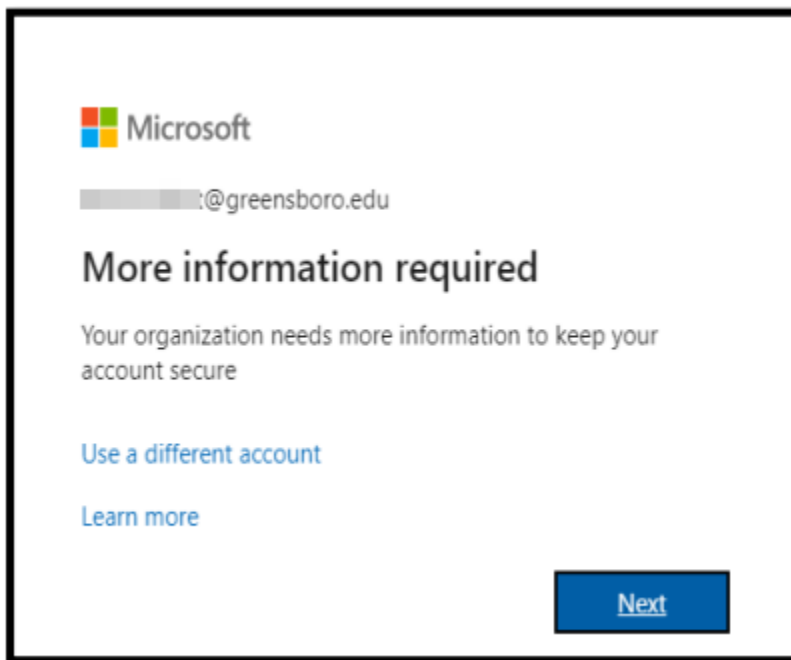 Microsoft
@greensboro.edu
More information required
Your organization needs more information to keep your
account secure
Use a different account
Learn more
Next